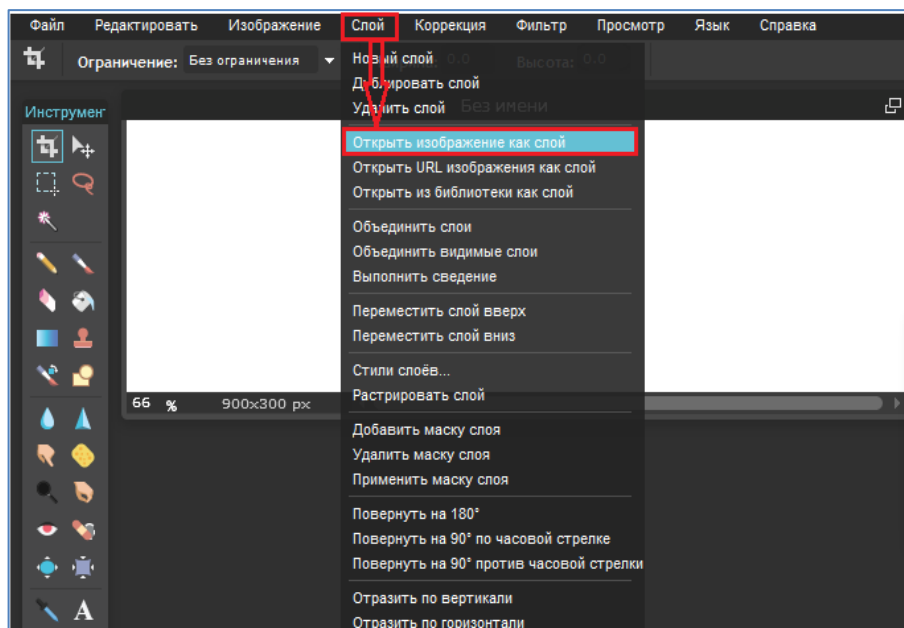 Файл Редактировать Изображение Слой Коррекция Фильтр Просмотр Язык Справка
Ограничение: Без ограничения Высота: 0.0
Новый слой
Дублировать слой
Удалить слой Без имени
Инструмент
Открыть изображение как слой
Открыть URL изображения как слой
Открыть из библиотеки как слой
Объединить слои
Объединить видимые слои
Выполнить сведение
Переместить слой вверх
Переместить слой вниз
Стили слоёв...
Растрировать слой
66 % 900x300 px
Добавить маску слоя
Удалить маску слоя
Применить маску слоя
Повернуть на 180°
Повернуть на 90° по часовой стрелке
Повернуть на 90° против часовой стрелки
Отразить по вертикали
Отразить по горизонтали
A